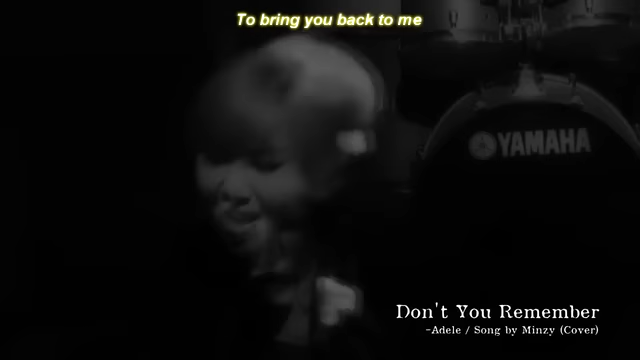 To bring you back to me
YAMAHA
Don't You Remember
-Adele / Song by Minzy (Cover)